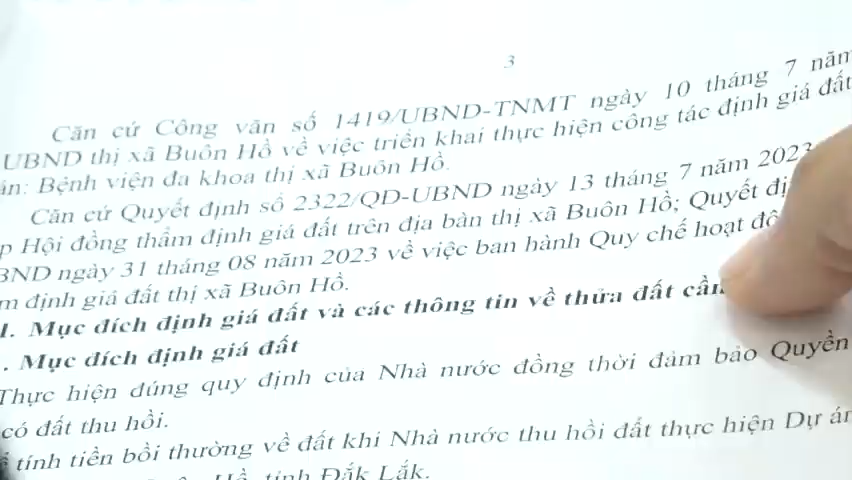 3
Căn cứ Công văn số 1419/UBND-TNMT ngày 10 tháng 7 năm
UBND thị xã Buôn Hồ về việc triển khai thực hiện công tác định giá đất
án: Bệnh viện đa khoa thị xã Buôn Hồ.
Căn cứ Quyết định số 2322/QD-UBND ngày 13 tháng 7 năm 2023
p Hội đồng thẩm định giá đất trên địa bàn thị xã Buôn Hồ; Quyết đị
BND ngày 31 tháng 08 năm 2023 về việc ban hành Quy chế hoạt độ
m định giá đất thị xã Buôn Hồ.
I. Mục đích định giá đất và các thông tin về thửa đất cần
. Mục đích định giá đất
Thực hiện đúng quy định của Nhà nước đồng thời đảm bảo Quyền
có đất thu hồi.
tính tiền bồi thường về đất khi Nhà nước thu hồi đất thực hiện Dự án
Hồ, tỉnh Đắk Lắk.